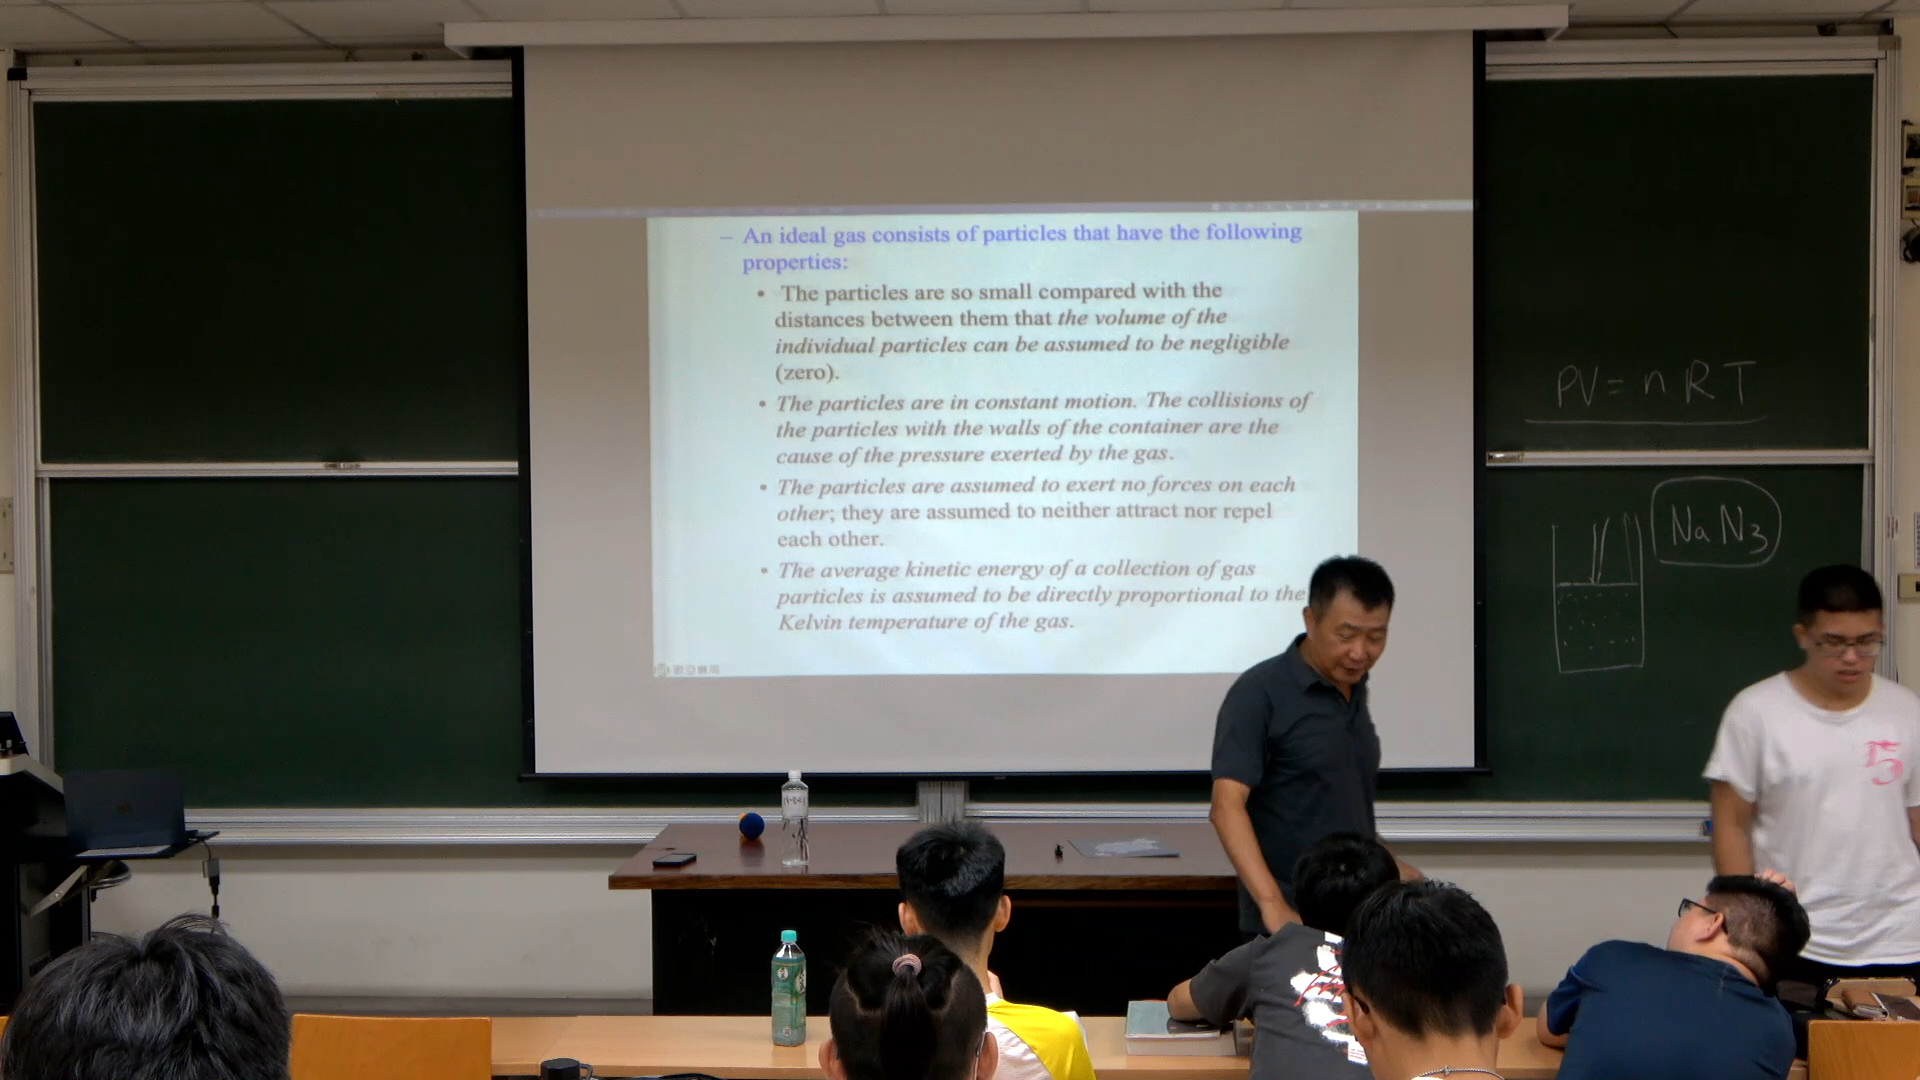 – An ideal gas consists of particles that have the following
properties:
• The particles are so small compared with the
distances between them that the volume of the
individual particles can be assumed to be negligible
(zero).
• The particles are in constant motion. The collisions of
the particles with the walls of the container are the
cause of the pressure exerted by the gas.
• The particles are assumed to exert no forces on each
other; they are assumed to neither attract nor repel
each other.
• The average kinetic energy of a collection of gas
particles is assumed to be directly proportional to the
Kelvin temperature of the gas.
PV = nRT
NaN3
15